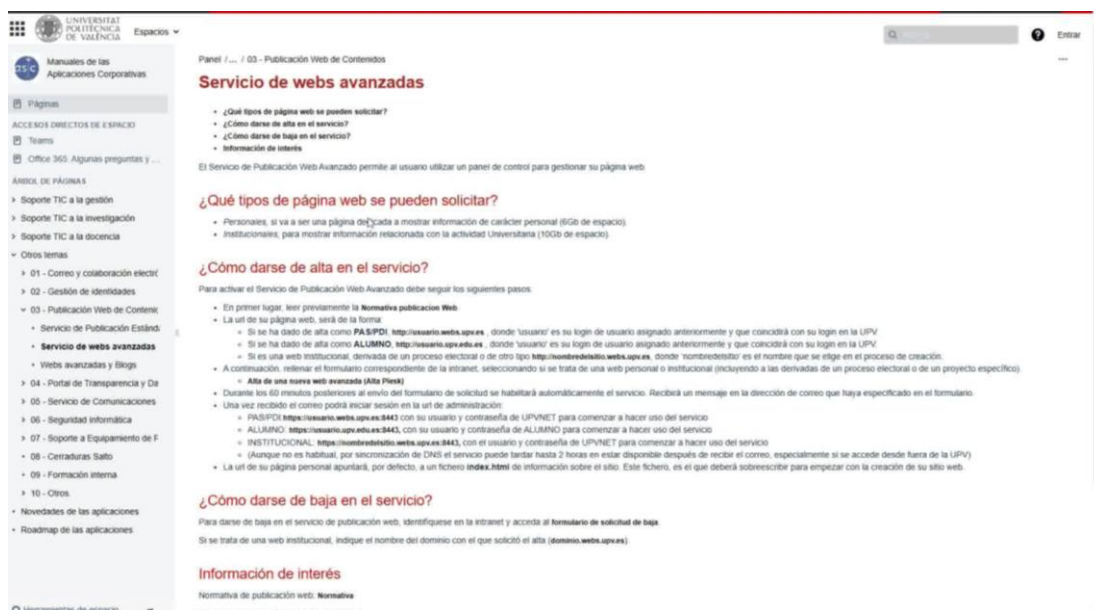 UNIVERSITAT
POLITÈCNICA
DE VALÈNCIA
Espacios
Entrar
Manuales de las
Aplicaciones Corporativas
Páginas
ACCESOS DIRECTOS DE ESPACIO
Teams
Office 365. Algunas preguntas y ...
ÁRBOL DE PÁGINAS
Soporte TIC a la gestión
Soporte TIC a la investigación
Soporte TIC a la docencia
Otros temas
01 - Correo y colaboración electró
02 - Gestión de identidades
03 - Publicación Web de Contenic
Servicio de Publicación Estánd
Servicio de webs avanzadas
Webs avanzadas y Blogs
04 - Portal de Transparencia y Da
05 - Servicio de Comunicaciones
06 - Seguridad informática
07 - Soporte a Equipamiento de P
08 - Cerraduras Salto
09 - Formación interna
10 - Otros.
Novedades de las aplicaciones
Roadmap de las aplicaciones
Herramientas de espacio
Panel / ... / 03 - Publicación Web de Contenidos
Servicio de webs avanzadas
¿Qué tipos de página web se pueden solicitar?
¿Cómo darse de alta en el servicio?
¿Cómo darse de baja en el servicio?
Información de interés
El Servicio de Publicación Web Avanzado permite al usuario utilizar un panel de control para gestionar su página web
¿Qué tipos de página web se pueden solicitar?
Personales, si va a ser una página dedicada a mostrar información de carácter personal (6Gb de espacio).
Institucionales, para mostrar información relacionada con la actividad Universitaria (10Gb de espacio).
¿Cómo darse de alta en el servicio?
Para activar el Servicio de Publicación Web Avanzado debe seguir los siguientes pasos:
En primer lugar, leer previamente la Normativa publicacion Web
La url de su página web, será de la forma:
Si se ha dado de alta como PAS/PDI: http://usuario.webs.upv.es , donde 'usuario' es su login de usuario asignado anteriormente y que coincidirá con su login en la UPV
Si se ha dado de alta como ALUMNO, http://usuario.upv.edu.es , donde 'usuario' es su login de usuario asignado anteriormente y que coincidirá con su login en la UPV.
Si es una web institucional, derivada de un proceso electoral o de otro tipo http://nombredelsitio.webs.upv.es, donde 'nombredelsitio' es el nombre que se elige en el proceso de creación.
A continuación, rellenar el formulario correspondiente de la intranet, seleccionando si se trata de una web personal o institucional (incluyendo a las derivadas de un proceso electoral o de un proyecto específico).
Alta de una nueva web avanzada (Alta Plesk)
Durante los 60 minutos posteriores al envío del formulario de solicitud se habilitará automáticamente el servicio. Recibirá un mensaje en la dirección de correo que haya especificado en el formulario.
Una vez recibido el correo podrá iniciar sesión en la url de administración:
PAS/PDI:https://usuario.webs.upv.es:8443 con su usuario y contraseña de UPVNET para comenzar a hacer uso del servicio
ALUMNO: https://usuario.upv.edu.es:8443, con su usuario y contraseña de ALUMNO para comenzar a hacer uso del servicio
INSTITUCIONAL: https://nombredelsitio.webs.upv.es:8443, con el usuario y contraseña de UPVNET para comenzar a hacer uso del servicio
(Aunque no es habitual, por sincronización de DNS el servicio puede tardar hasta 2 horas en estar disponible después de recibir el correo, especialmente si se accede desde fuera de la UPV)
La url de su página personal apuntará, por defecto, a un fichero index.html de información sobre el sitio. Este fichero, es el que deberá sobreescribir para empezar con la creación de su sitio web.
¿Cómo darse de baja en el servicio?
Para darse de baja en el servicio de publicación web, identifíquese en la intranet y acceda al formulario de solicitud de baja
Si se trata de una web institucional, indique el nombre del dominio con el que solicitó el alta (dominio.webs.upv.es)
Información de interés
Normativa de publicación web: Normativa